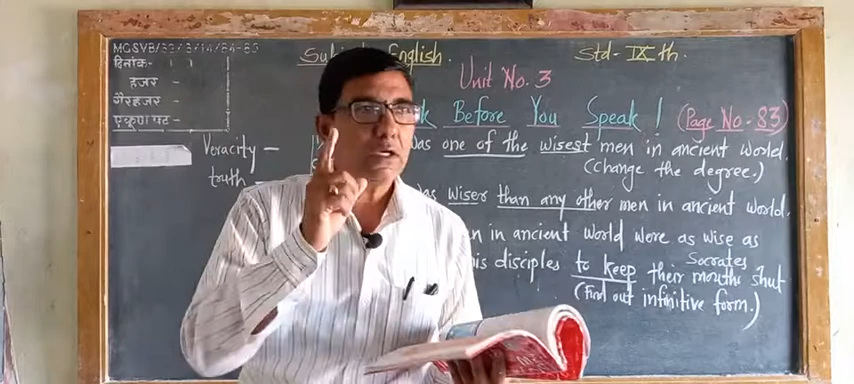 MGSVB/
दिनांक-
हजर -
गैरहजर -
एकूण पट -
Subject English.
Std- IX th.
Unit No. 3
Before You Speak! (Page No- 83)
Veracity -
truth -
was one of the wisest men in ancient world.
(Change the degree.)
was wiser than any other men in ancient world.
in ancient world were as wise as
Socrates
his disciples to keep their mouths shut
(Find out infinitive form.)